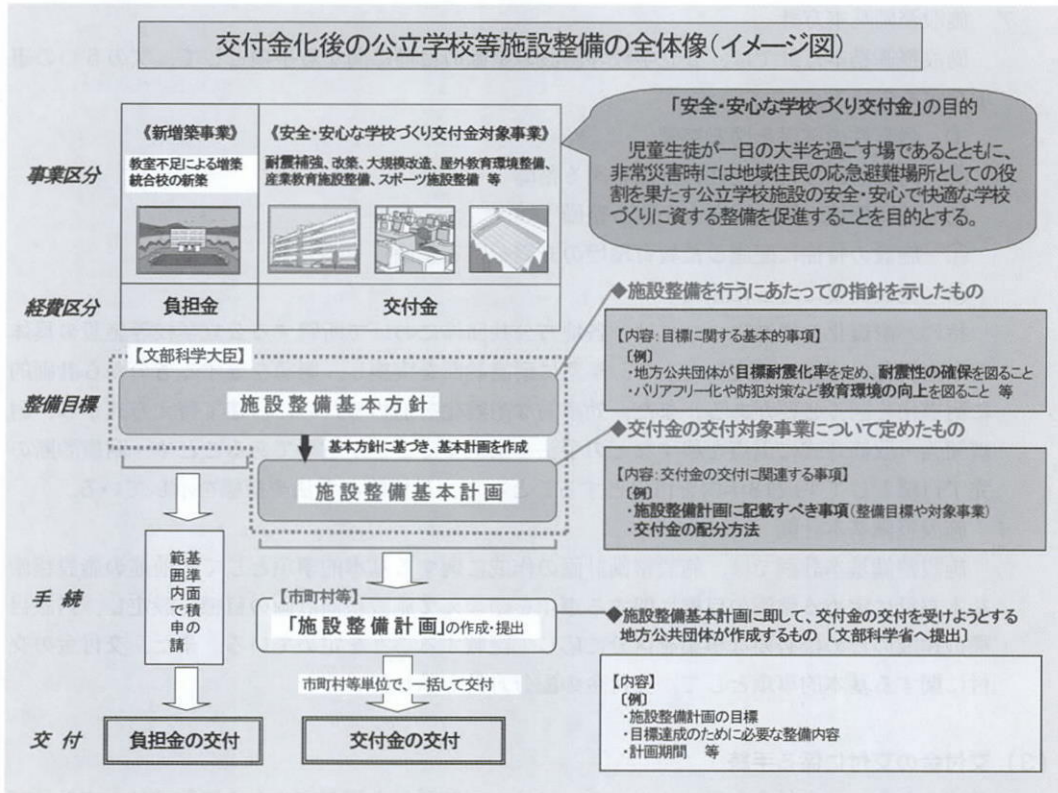 交付金化後の公立学校等施設整備の全体像(イメージ図)
事業区分
《新増築事業》
教室不足による増築
統合校の新築
《安全・安心な学校づくり交付金対象事業》
耐震補強、改築、大規模改造、屋外教育環境整備、
産業教育施設整備、スポーツ施設整備 等
「安全・安心な学校づくり交付金」の目的
児童生徒が一日の大半を過ごす場であるとともに、
非常災害時には地域住民の応急避難場所としての役
割を果たす公立学校施設の安全・安心で快適な学校
づくりに資する整備を促進することを目的とする。
経費区分
負担金
交付金
整備目標
【文部科学大臣】
施設整備基本方針
基本方針に基づき、基本計画を作成
施設整備基本計画
◆施設整備を行うにあたっての指針を示したもの
【内容:目標に関する基本的事項】
〔例〕
・地方公共団体が目標耐震化率を定め、耐震性の確保を図ること
・バリアフリー化や防犯対策など教育環境の向上を図ること 等
◆交付金の交付対象事業について定めたもの
【内容:交付金の交付に関連する事項】
〔例〕
・施設整備計画に記載すべき事項(整備目標や対象事業)
・交付金の配分方法
手続
基準面積の
範囲内で申
請
【市町村等】
「施設整備計画」の作成・提出
市町村等単位で、一括して交付
◆施設整備基本計画に即して、交付金の交付を受けようとする
地方公共団体が作成するもの〔文部科学省へ提出〕
【内容】
〔例〕
・施設整備計画の目標
・目標達成のために必要な整備内容
・計画期間 等
交付
負担金の交付
交付金の交付